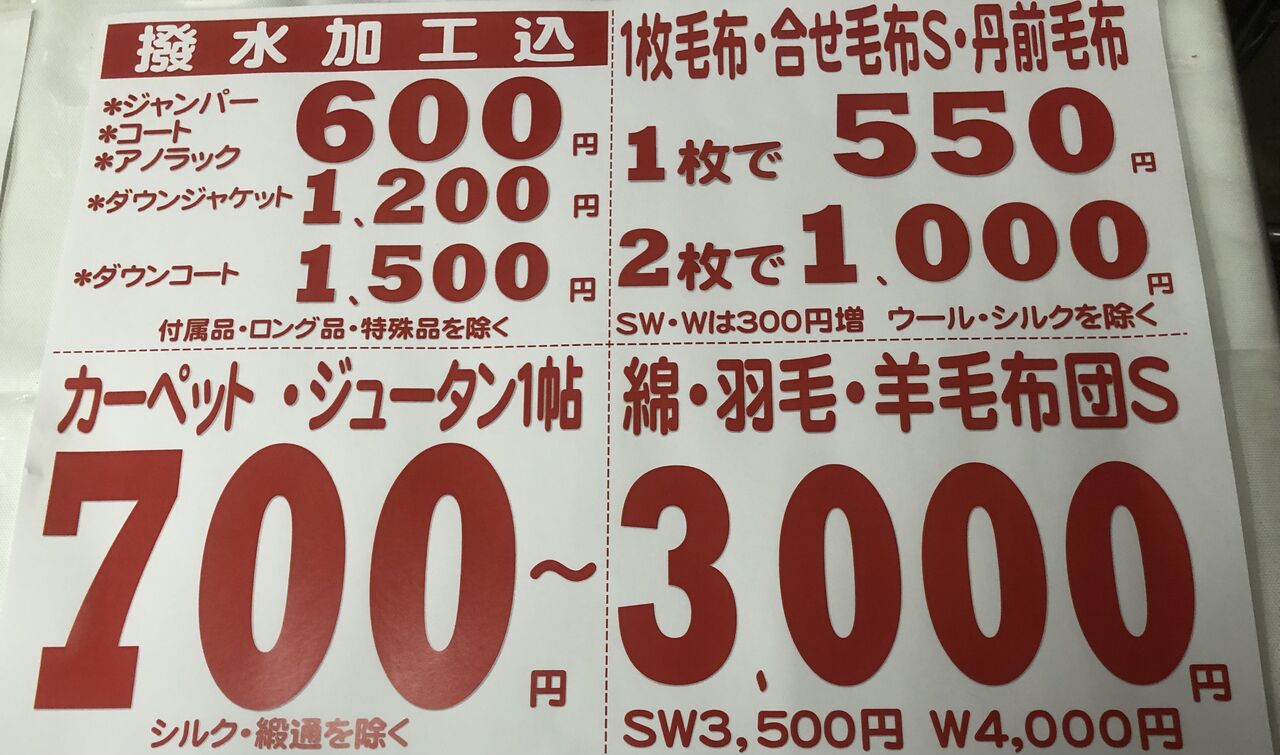 撥水加工込
*ジャンパー
*コート
*アノラック
600円
*ダウンジャケット 1,200円
*ダウンコート 1,500円
付属品・ロング品・特殊品を除く
1枚毛布・合せ毛布S・丹前毛布
1枚で 550円
2枚で 1,000円
SW・Wは300円増 ウール・シルクを除く
カーペット・ジュータン1帖
700~円
シルク・緞通を除く
綿・羽毛・羊毛布団S
3,000円
SW3,500円 W4,000円